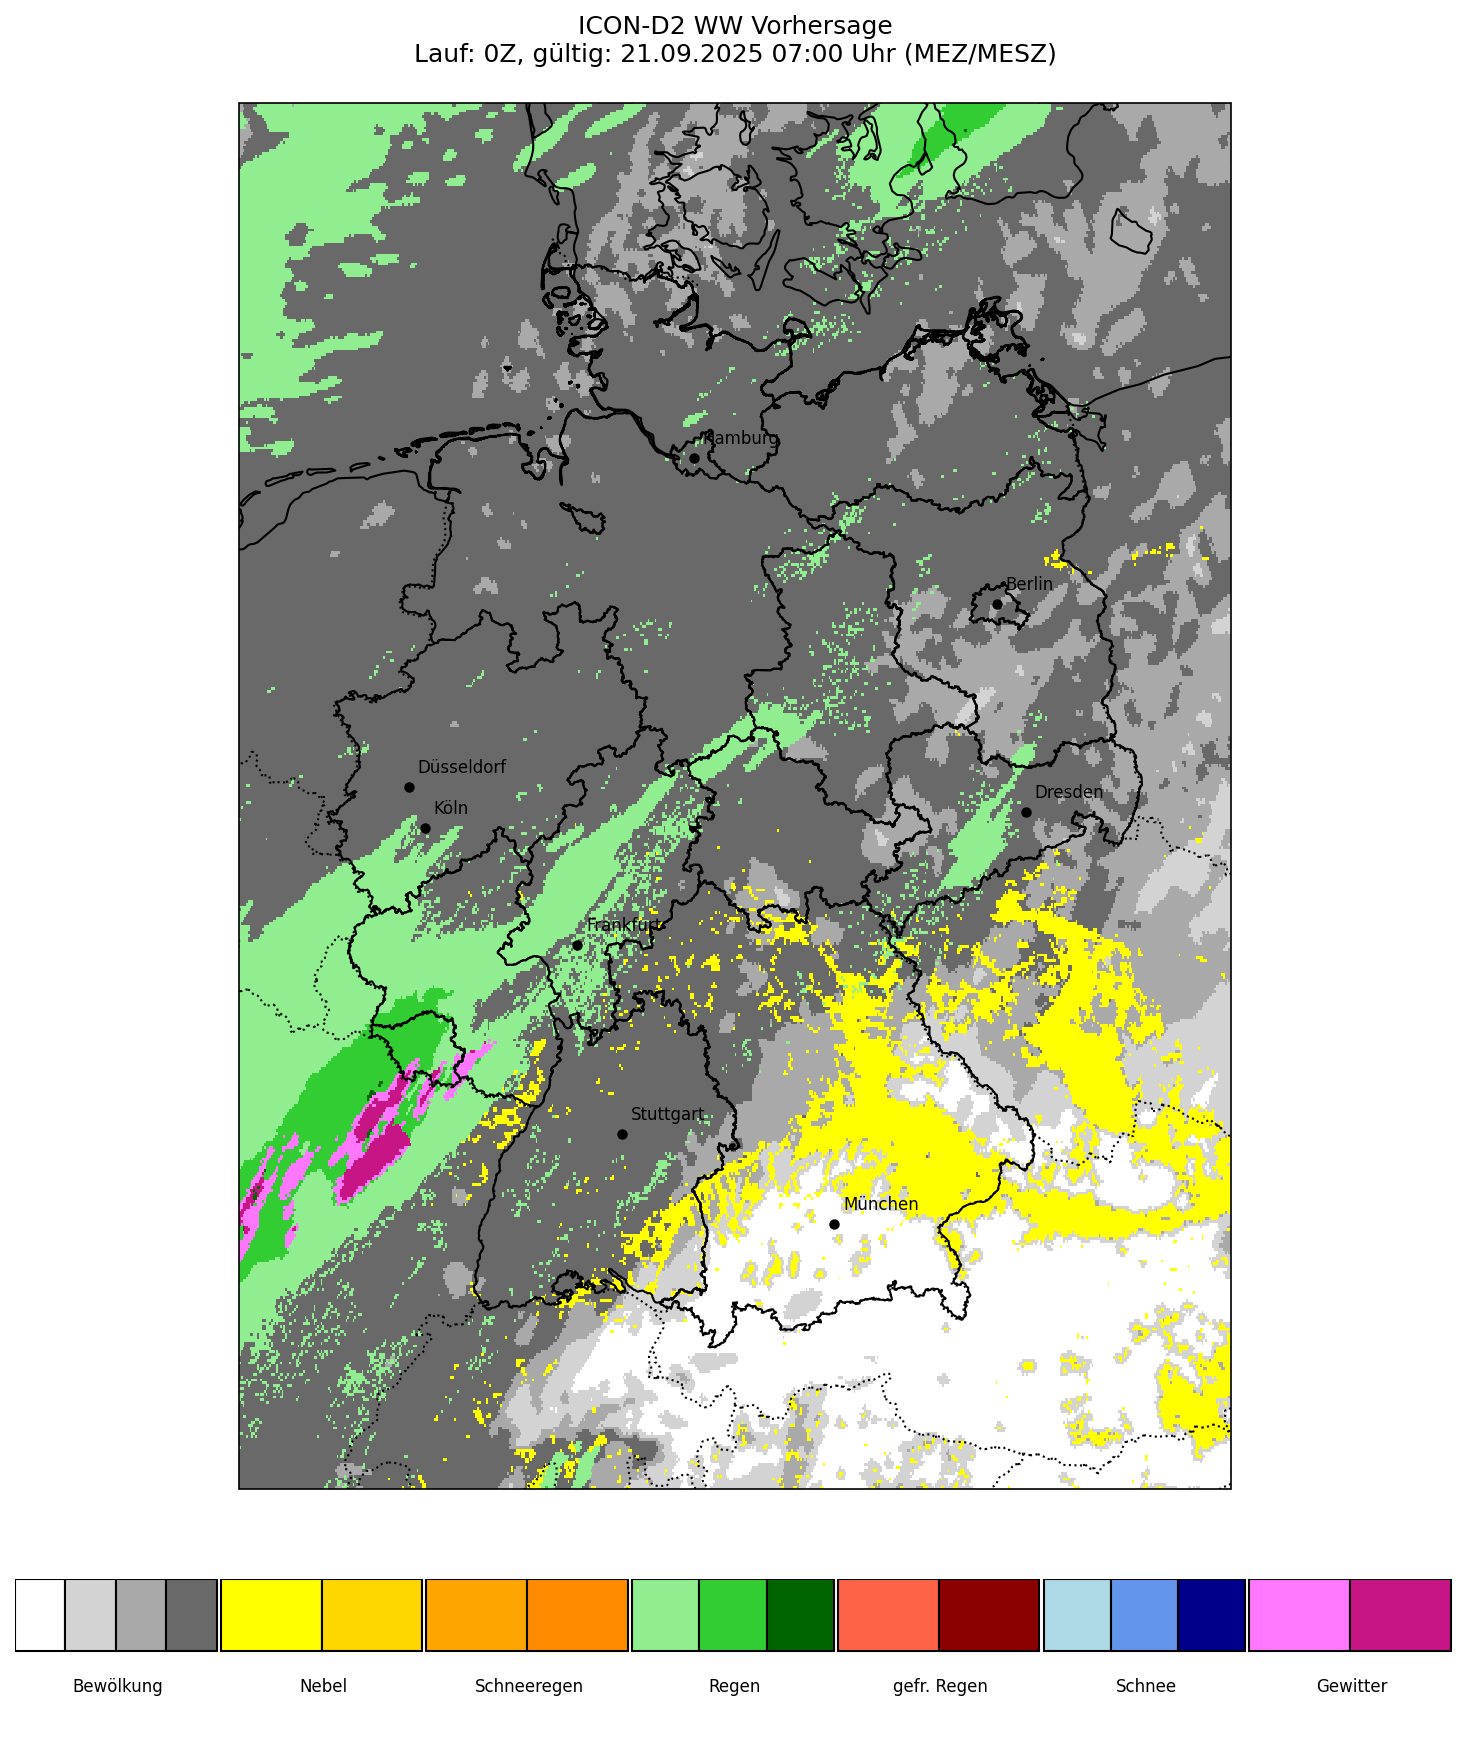 ICON-D2 WW Vorhersage
Lauf: 0Z, gültig: 21.09.2025 07:00 Uhr (MEZ/MESZ)
Hamburg
Berlin
Düsseldorf
Dresden
Köln
Frankfurt
Stuttgart
München
Bewölkung
Nebel
Schneeregen
Regen
gefr. Regen
Schnee
Gewitter